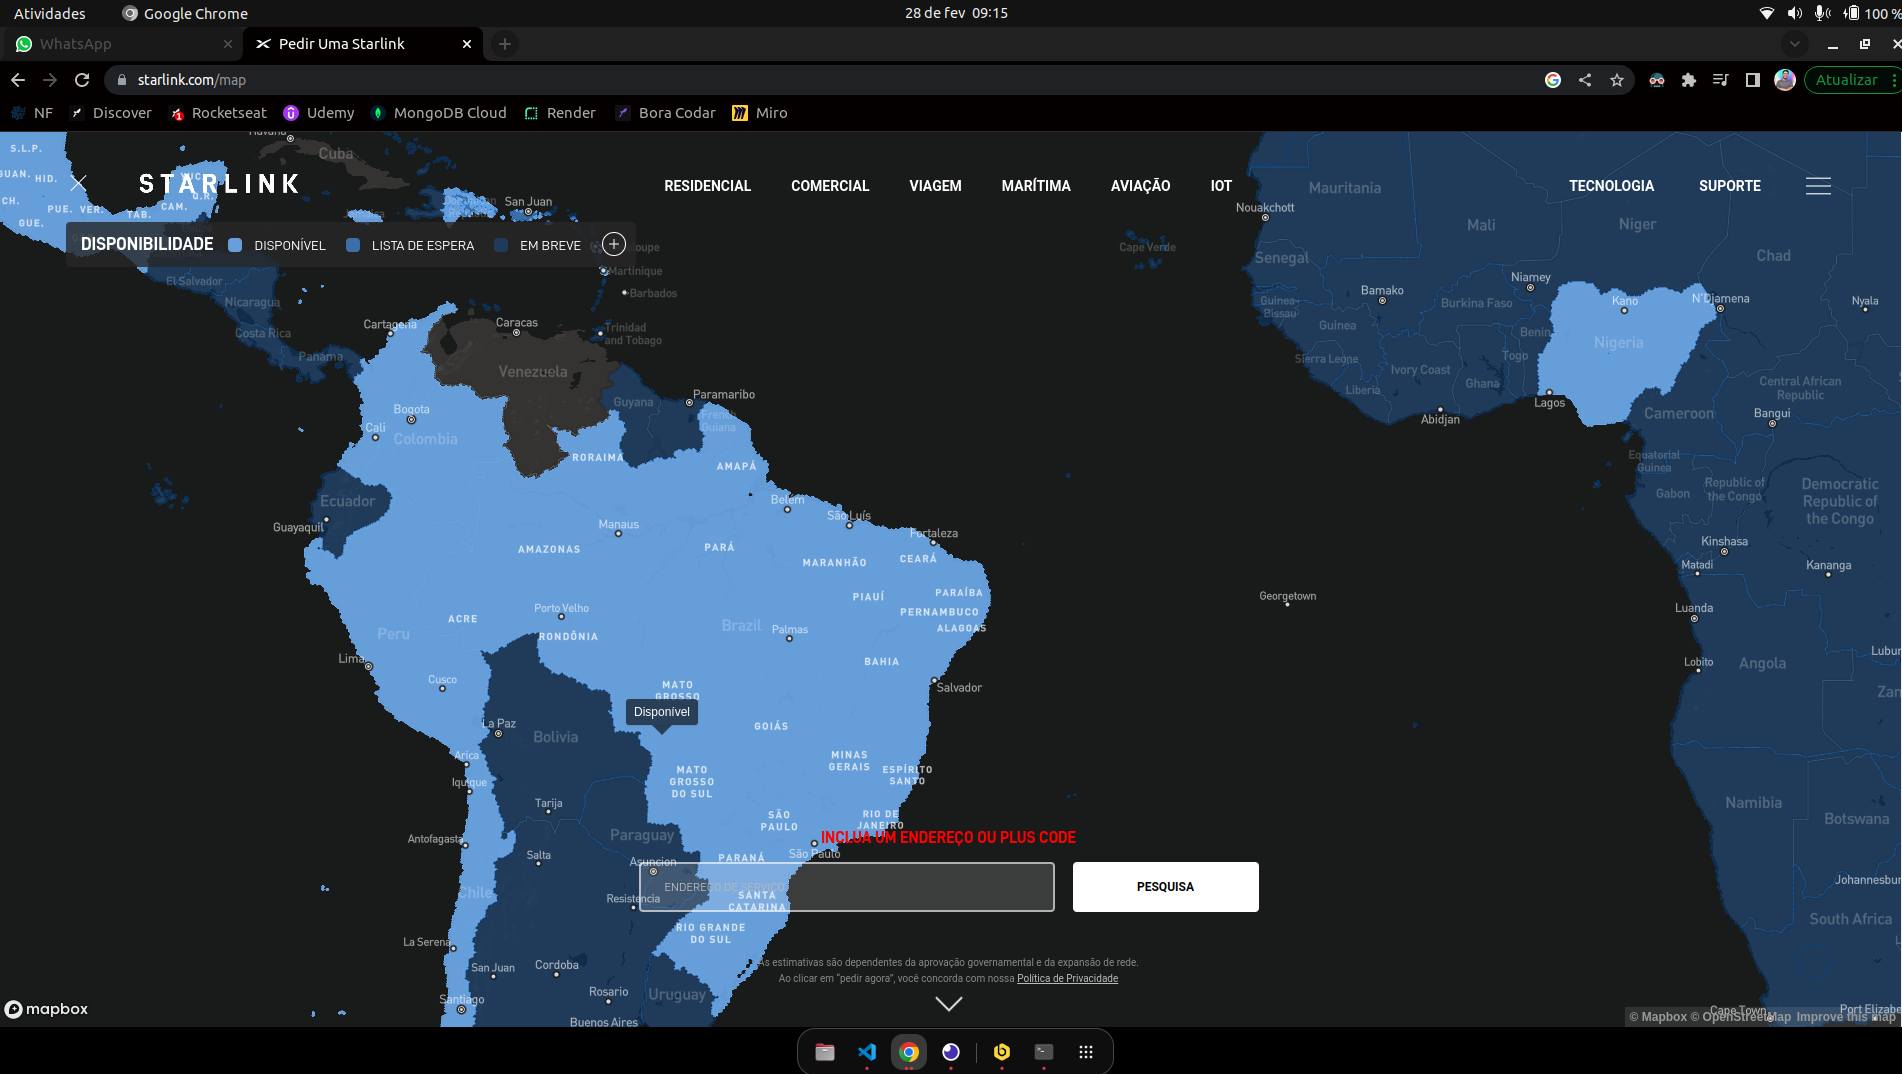 Atividades
Google Chrome
28 de fev 09:15
100 %
WhatsApp
Pedir Uma Starlink
starlink.com/map
Atualizar
NF
Discover
Rocketseat
Udemy
MongoDB Cloud
Render
Bora Codar
Miro
STARLINK
RESIDENCIAL
COMERCIAL
VIAGEM
MARÍTIMA
AVIAÇÃO
IOT
TECNOLOGIA
SUPORTE
DISPONIBILIDADE
DISPONÍVEL
LISTA DE ESPERA
EM BREVE
S.L.P.
HID.
PUE. VER.
TAB.
CAM.
Q.R.
GUE.
Cuba
San Juan
Martinique
Barbados
Trinidad
and Tobago
El Salvador
Nicaragua
Costa Rica
Panama
Cartagena
Caracas
Venezuela
Guyana
Paramaribo
French
Guiana
Bogota
Cali
Colombia
RORAIMA
AMAPÁ
Ecuador
Guayaquil
Manaus
AMAZONAS
PARÁ
Belém
São Luís
Fortaleza
MARANHÃO
CEARÁ
PIAUÍ
PARAÍBA
PERNAMBUCO
ALAGOAS
Porto Velho
ACRE
RONDÔNIA
Peru
Brazil
Palmas
BAHIA
Lima
Cusco
MATO
GROSSO
Disponível
Salvador
La Paz
Bolivia
GOIÁS
Arica
Iquique
MATO
GROSSO
DO SUL
MINAS
GERAIS
ESPÍRITO
SANTO
Tarija
SÃO
PAULO
RIO DE
JANEIRO
Antofagasta
Paraguay
INCLUA UM ENDEREÇO OU PLUS CODE
Salta
Asuncion
PARANÁ
São Paulo
ENDEREÇO DE SERVIÇO
PESQUISA
Chile
Resistencia
SANTA
CATARINA
RIO GRANDE
DO SUL
La Serena
San Juan
Cordoba
As estimativas são dependentes da aprovação governamental e da expansão de rede.
Ao clicar em “pedir agora”, você concorda com nossa Política de Privacidade
Santiago
Rosario
Uruguay
Buenos Aires
mapbox
Mauritania
Nouakchott
Mali
Niger
Chad
Cape Verde
Senegal
Niamey
Bamako
Kano
N'Djamena
Nyala
Guinea-
Bissau
Burkina Faso
Guinea
Benin
Nigeria
Togo
Sierra Leone
Ivory Coast
Ghana
Liberia
Central African
Republic
Lagos
Abidjan
Cameroon
Bangui
Equatorial
Guinea
Gabon
Republic of
the Congo
Democratic
Republic of
the Congo
Kinshasa
Matadi
Kananga
Georgetown
Luanda
Lobito
Angola
Namibia
Botswana
South Africa
Cape Town
© Mapbox © OpenStreetMap Improve this map